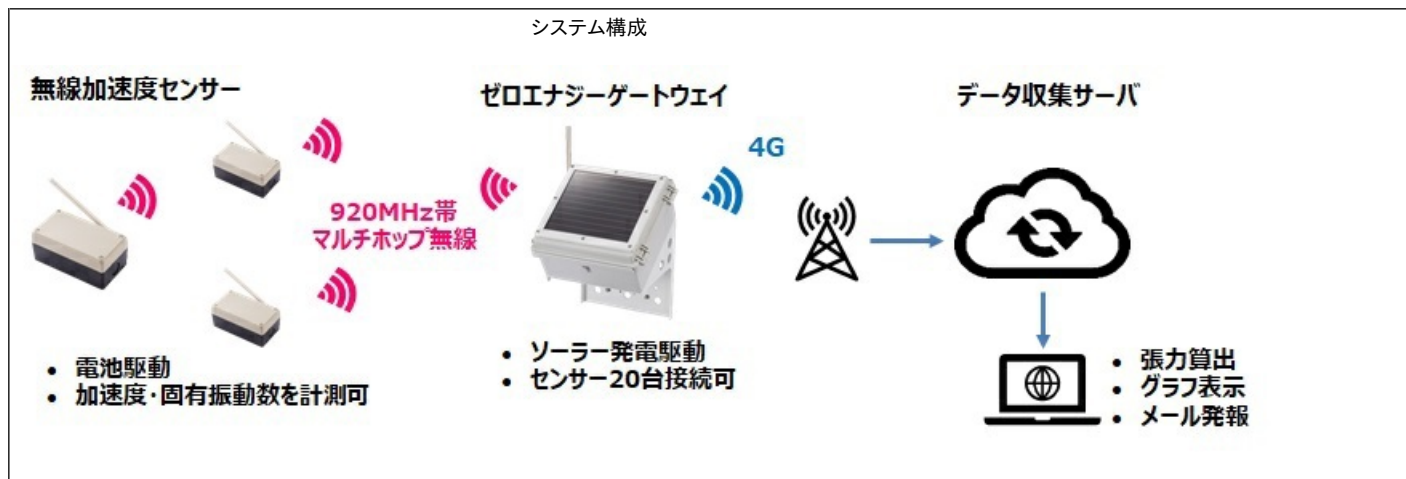 システム構成
無線加速度センサー
ゼロエナジーゲートウェイ
データ収集サーバ
4G
920MHz帯
マルチホップ無線
• 電池駆動
• 加速度・固有振動数を計測可
• ソーラー発電駆動
• センサー20台接続可
• 張力算出
• グラフ表示
• メール発報